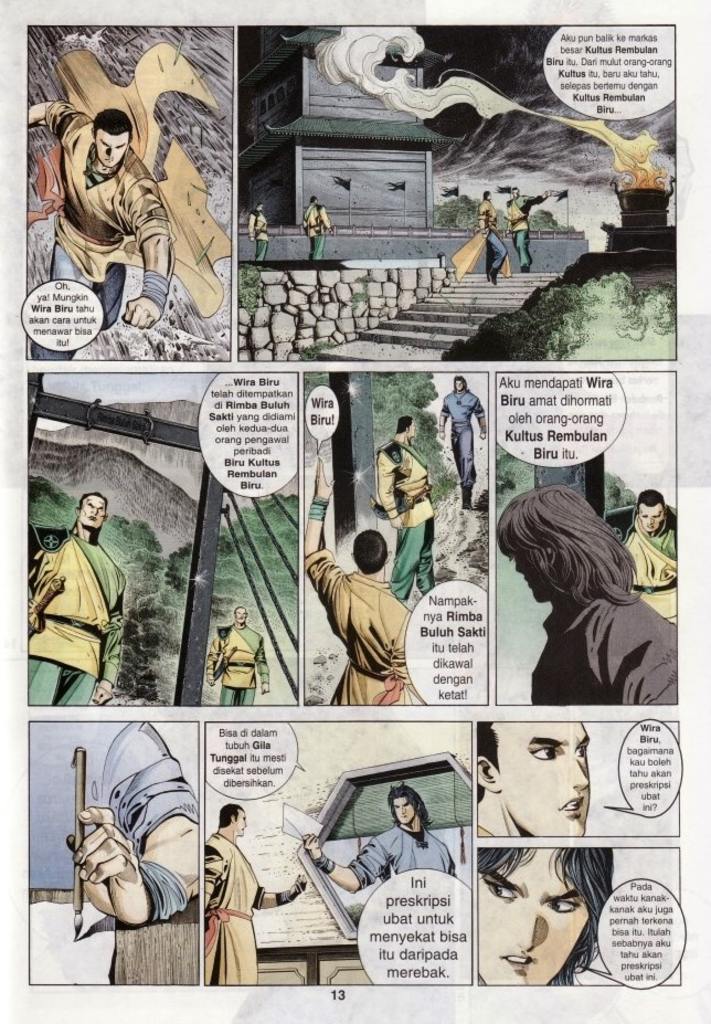 Oh,
ya! Mungkin
Wira Biru tahu
akan cara untuk
menawar bisa
itu!
Aku pun balik ke markas
besar Kultus Rembulan
Biru itu. Dari mulut orang-orang
Kultus itu, baru aku tahu,
selepas bertemu dengan
Kultus Rembulan
Biru...
...Wira Biru
telah ditempatkan
di Rimba Buluh
Sakti yang didiami
oleh kedua-dua
orang pengawal
peribadi
Biru Kultus
Rembulan
Biru.
Wira
Biru!
Nampak-
nya Rimba
Buluh Sakti
itu dikawal
dengan
ketat!
Aku mendapati Wira
Biru amat dihormati
oleh orang-orang
Kultus Rembulan
Biru itu.
Bisa di dalam
tubuh Gila
Tunggal itu mesti
disekat sebelum
dibersihkan.
Ini
preskripsi
ubat untuk
menyekat bisa
itu daripada
merebak.
Wira
Biru,
bagaimana
kau boleh
tahu akan
preskripsi
ubat
ini?
Pada
waktu kanak-
kanak aku juga
pernah terkena
bisa itu. Itulah
sebabnya aku
tahu akan
preskripsi
ubat ini.
13